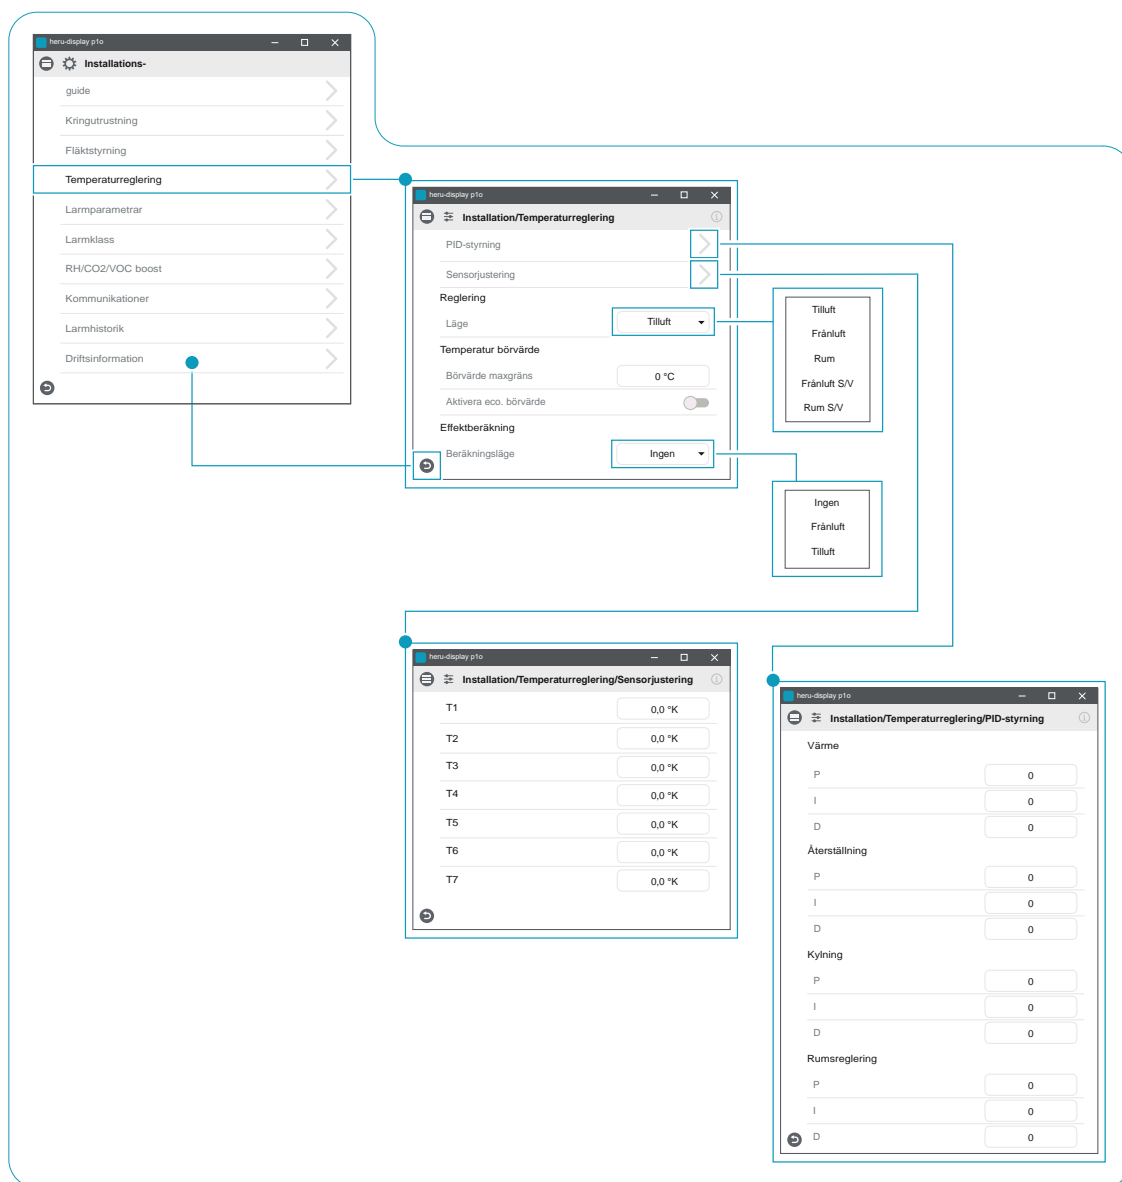 heru-display p1o
Installations-
guide
Kringutrustning
Fläktstyrning
Temperaturreglering
Larmparametrar
Larmklass
RH/CO2/VOC boost
Kommunikationer
Larmhistorik
Driftsinformation
heru-display p1o
Installation/Temperaturreglering
PID-styrning
Sensorjustering
Reglering
Läge Tilluft
Temperatur börvärde
Börvärde maxgräns 0 °C
Aktivera eco. börvärde
Effektberäkning
Beräkningsläge Ingen
Tilluft
Frånluft
Rum
Frånluft S/V
Rum S/V
Ingen
Frånluft
Tilluft
heru-display p1o
Installation/Temperaturreglering/Sensorjustering
T1 0,0 °K
T2 0,0 °K
T3 0,0 °K
T4 0,0 °K
T5 0,0 °K
T6 0,0 °K
T7 0,0 °K
heru-display p1o
Installation/Temperaturreglering/PID-styrning
Värme
P 0
I 0
D 0
Återställning
P 0
I 0
D 0
Kylning
P 0
I 0
D 0
Rumsreglering
P 0
I 0
D 0